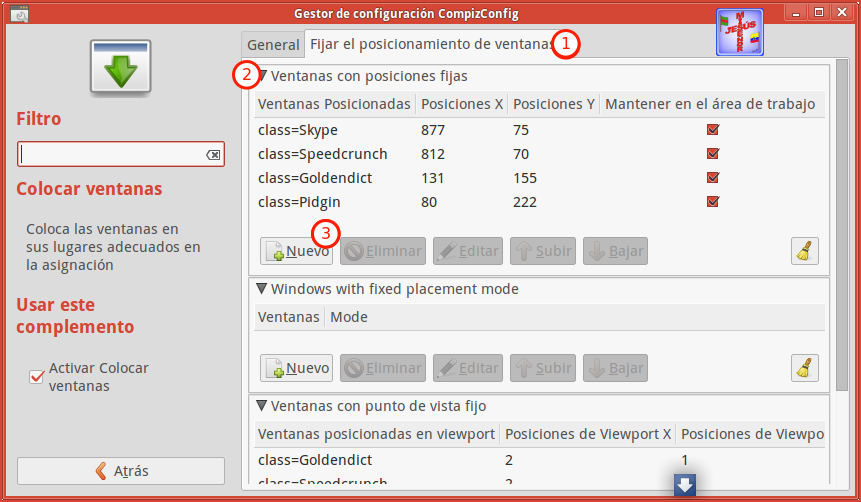 Gestor de configuración CompizConfig
General
Fijar el posicionamiento de ventanas
1
JESÚS
Filtro
Colocar ventanas
Coloca las ventanas en
sus lugares adecuados en
la asignación
Usar este
complemento
Activar Colocar
ventanas
Atrás
2
Ventanas con posiciones fijas
Ventanas Posicionadas Posiciones X Posiciones Y Mantener en el área de trabajo
class=Skype 877 75
class=Speedcrunch 812 70
class=Goldendict 131 155
class=Pidgin 80 222
3
Nuevo Eliminar Editar Subir Bajar
Windows with fixed placement mode
Ventanas Mode
Nuevo Eliminar Editar Subir Bajar
Ventanas con punto de vista fijo
Ventanas posicionadas en viewport Posiciones de Viewport X Posiciones de Viewpo
class=Goldendict 2 1
class=Speedcrunch 2